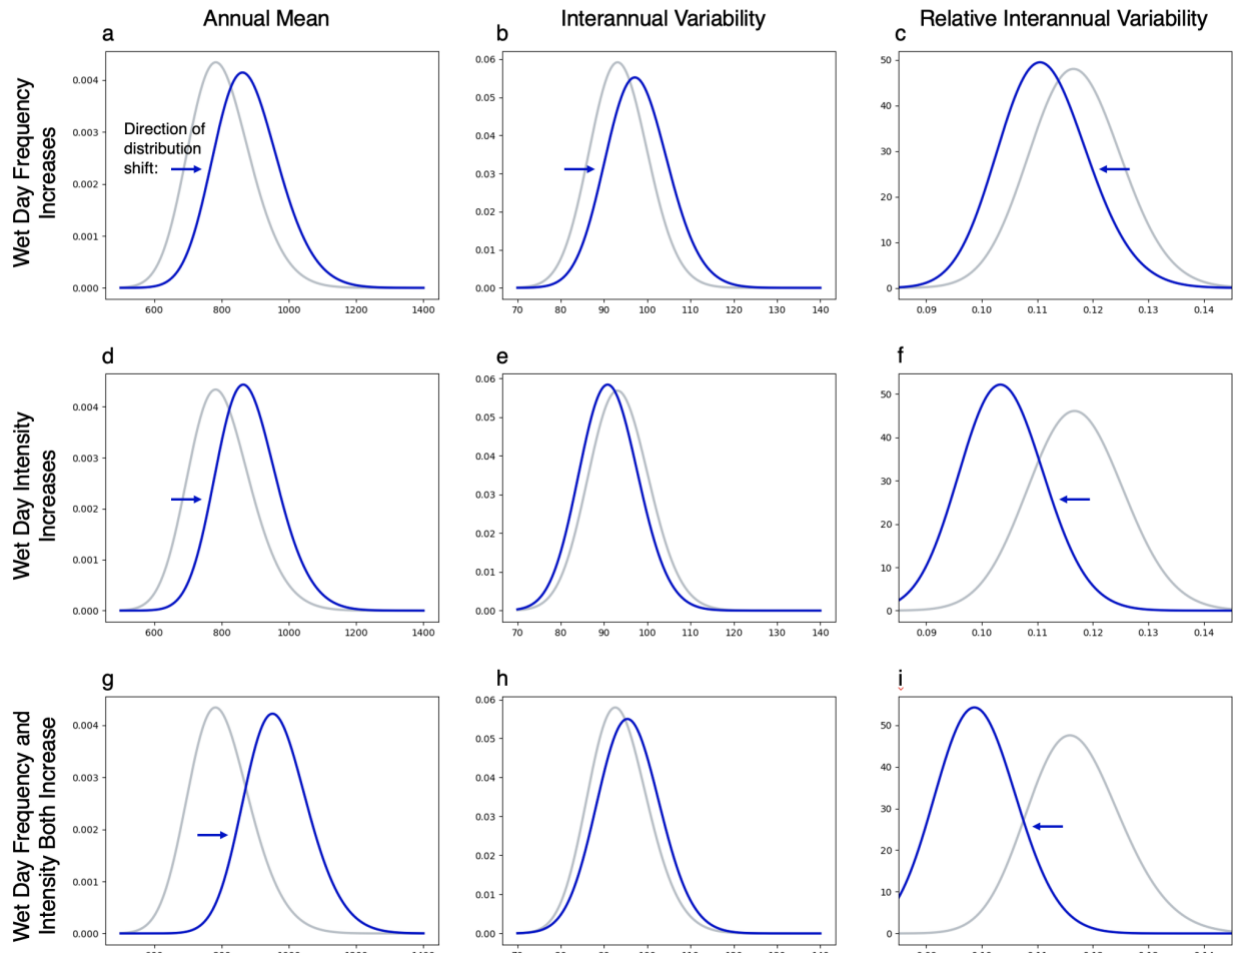 Annual Mean
Interannual Variability
Relative Interannual Variability
a
b
c
Wet Day Frequency
Increases
Direction of
distribution
shift:
0.004
0.003
0.002
0.001
0.000
600 800 1000 1200 1400
0.06
0.05
0.04
0.03
0.02
0.01
0.00
70 80 90 100 110 120 130 140
50
40
30
20
10
0
0.09 0.10 0.11 0.12 0.13 0.14
d
e
f
Wet Day Intensity
Increases
0.004
0.003
0.002
0.001
0.000
600 800 1000 1200 1400
0.06
0.05
0.04
0.03
0.02
0.01
0.00
70 80 90 100 110 120 130 140
50
40
30
20
10
0
0.09 0.10 0.11 0.12 0.13 0.14
g
h
i
Wet Day Frequency and
Intensity Both Increase
0.004
0.003
0.002
0.001
0.000
0.06
0.05
0.04
0.03
0.02
0.01
0.00
50
40
30
20
10
0